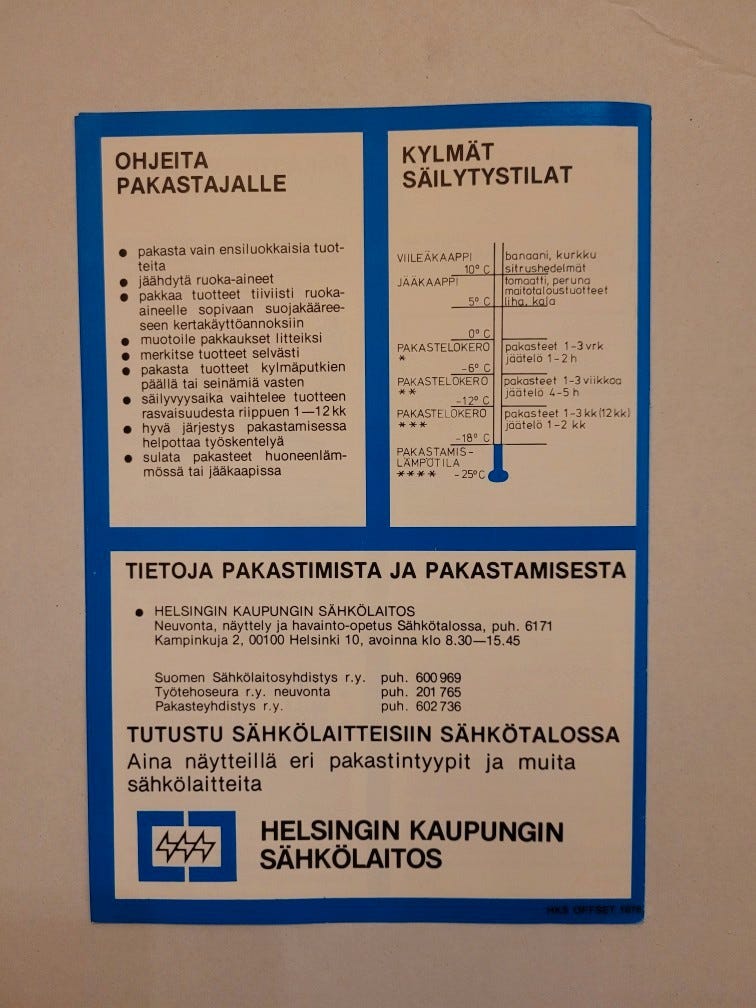 OHJEITA
PAKASTAJALLE
● pakasta vain ensiluokkaisia tuot-
teita
● jäähdytä ruoka-aineet
● pakkaa tuotteet tiiviisti ruoka-
aineelle sopivaan suojakääree-
seen kertakäyttöannoksiin
● muotoile pakkaukset litteiksi
● merkitse tuotteet selvästi
● pakasta tuotteet kylmäputkien
päällä tai seinämiä vasten
● säilyvyysaika vaihtelee tuotteen
rasvaisuudesta riippuen 1—12 kk
● hyvä järjestys pakastamisessa
helpottaa työskentelyä
● sulata pakasteet huoneenläm-
mössä tai jääkaapissa
KYLMÄT
SÄILYTYSTILAT
VIILEÄKAAPPI banaani, kurkku
10° C sitrushedelmät
JÄÄKAAPPI tomaatti, peruna
maitotaloustuotteet
5° C liha, kala
0° C
PAKASTELOKERO pakasteet 1-3 vrk
* jäätelö 1-2 h
-6° C
PAKASTELOKERO pakasteet 1-3 viikkoa
** jäätelö 4-5 h
-12° C
PAKASTELOKERO pakasteet 1-3 kk (12 kk)
*** jäätelö 1-2 kk
-18° C
PAKASTAMIS-
LÄMPÖTILA
**** -25° C
TIETOJA PAKASTIMISTA JA PAKASTAMISESTA
● HELSINGIN KAUPUNGIN SÄHKÖLAITOS
Neuvonta, näyttely ja havainto-opetus Sähkötalossa, puh. 6171
Kampinkuja 2, 00100 Helsinki 10, avoinna klo 8.30—15.45
Suomen Sähkölaitosyhdistys r.y. puh. 600 969
Työtehoseura r.y. neuvonta puh. 201 765
Pakasteyhdistys r.y. puh. 602 736
TUTUSTU SÄHKÖLAITTEISIIN SÄHKÖTALOSSA
Aina näytteillä eri pakastintyypit ja muita
sähkölaitteita
HELSINGIN KAUPUNGIN
SÄHKÖLAITOS
HKS OFFSET